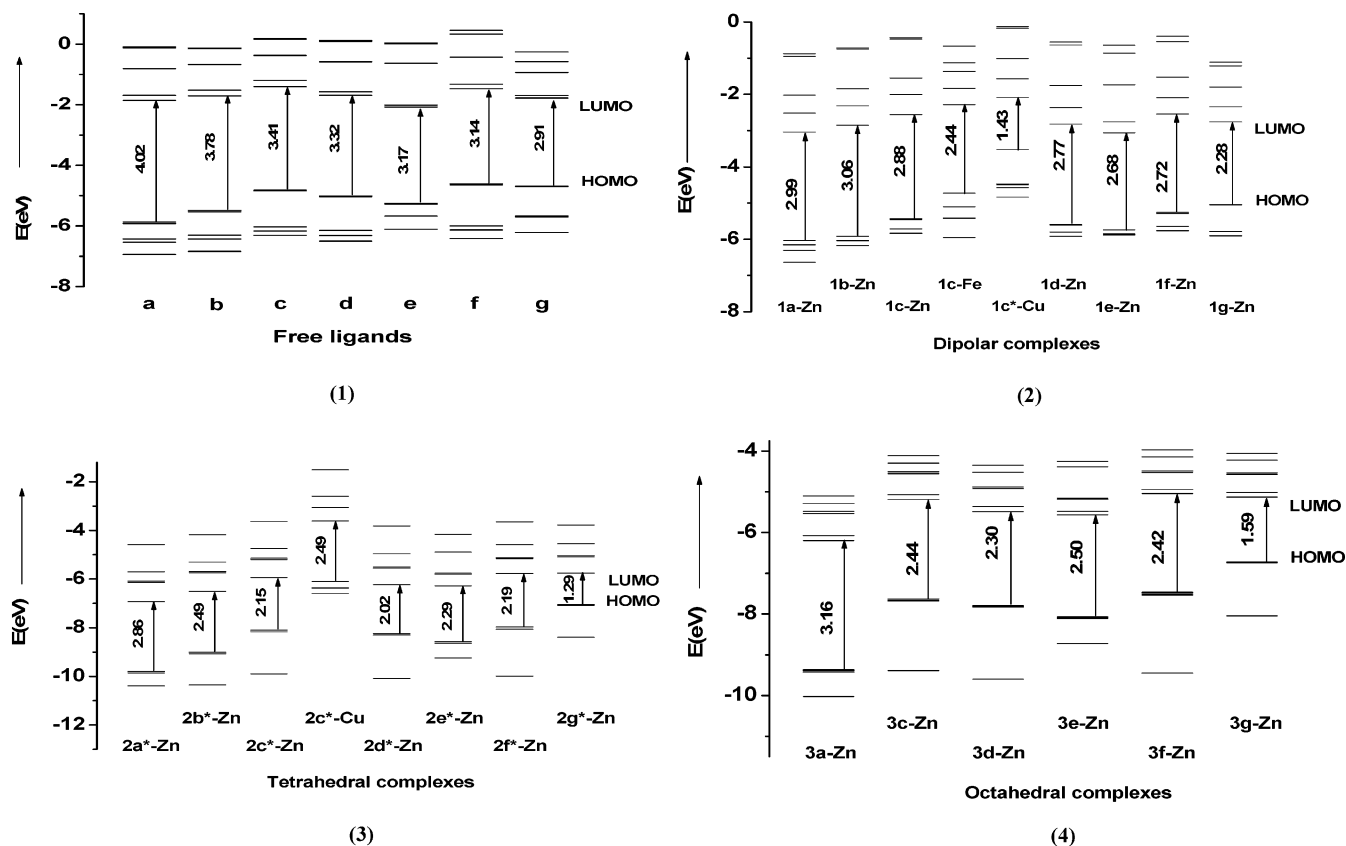 0
-2
-4
-6
-8
E(eV)
4.02
3.78
3.41
3.32
3.17
3.14
2.91
LUMO
HOMO
a b c d e f g
Free ligands
(1)
0
-2
-4
-6
-8
E(eV)
2.99
3.06
2.88
2.44
1.43
2.77
2.68
2.72
2.28
LUMO
HOMO
1b-Zn 1c-Fe 1d-Zn 1f-Zn
1a-Zn 1c-Zn 1c*-Cu 1e-Zn 1g-Zn
Dipolar complexes
(2)
-2
-4
-6
-8
-10
-12
E(eV)
2.86
2.49
2.15
2.49
2.02
2.29
2.19
1.29
LUMO
HOMO
2b*-Zn 2c*-Cu 2e*-Zn 2g*-Zn
2a*-Zn 2c*-Zn 2d*-Zn 2f*-Zn
Tetrahedral complexes
(3)
-4
-6
-8
-10
E(eV)
3.16
2.44
2.30
2.50
2.42
1.59
LUMO
HOMO
3c-Zn 3e-Zn 3g-Zn
3a-Zn 3d-Zn 3f-Zn
Octahedral complexes
(4)